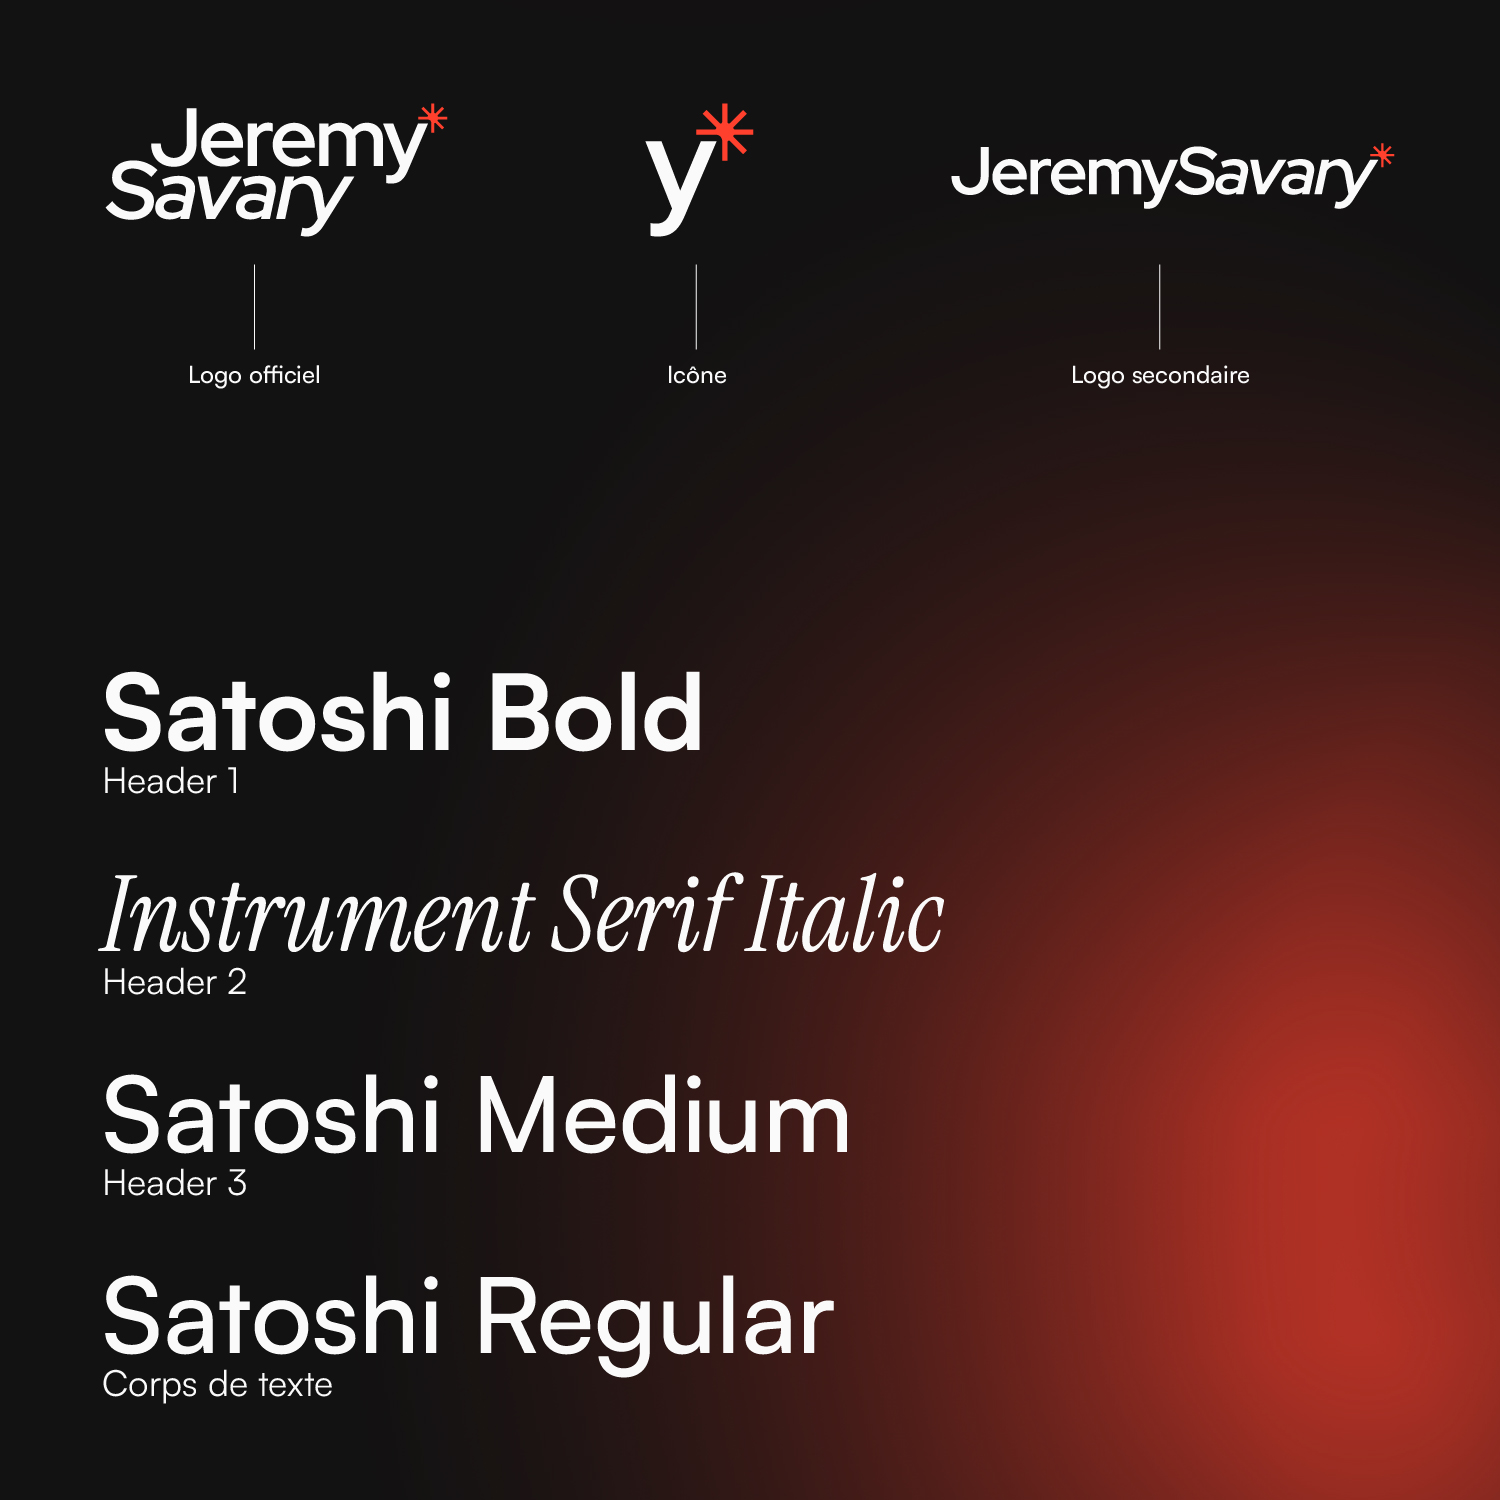 Jeremy*
Savary
y*
JeremySavary*
Logo officiel
Icône
Logo secondaire
Satoshi Bold
Header 1
Instrument Serif Italic
Header 2
Satoshi Medium
Header 3
Satoshi Regular
Corps de texte